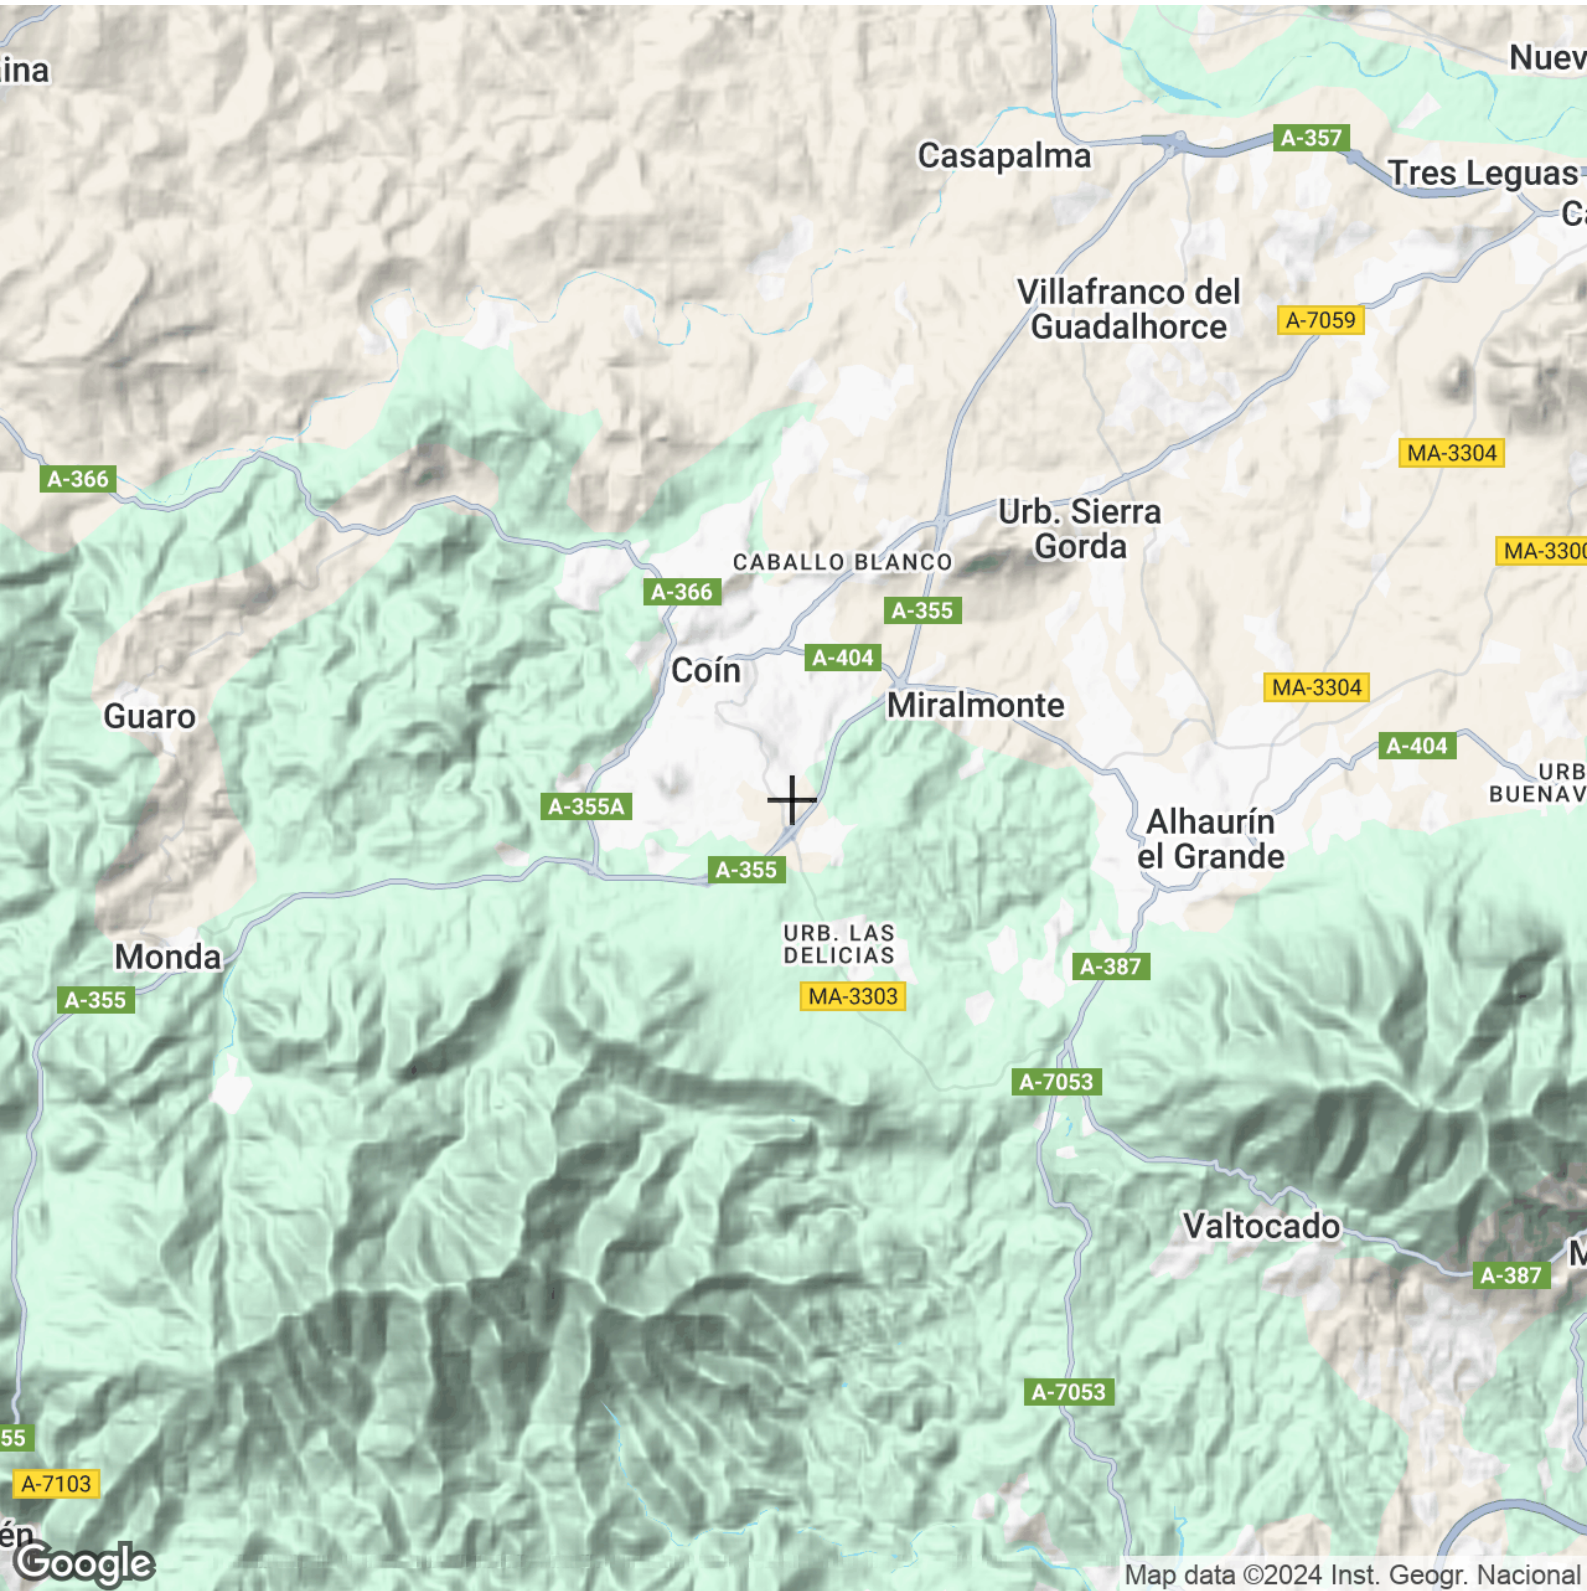 ina
Nuev
Casapalma
A-357
Tres Leguas
Ca
Villafranco del
Guadalhorce
A-7059
MA-3304
A-366
Urb. Sierra
Gorda
MA-3300
CABALLO BLANCO
A-366
A-355
Coín
A-404
Miralmonte
MA-3304
Guaro
A-404
URB
BUENAV
A-355A
Alhaurín
el Grande
A-355
URB. LAS
DELICIAS
Monda
A-387
A-355
MA-3303
A-7053
Valtocado
M
A-387
A-7053
55
A-7103
én
Google
Map data ©2024 Inst. Geogr. Nacional